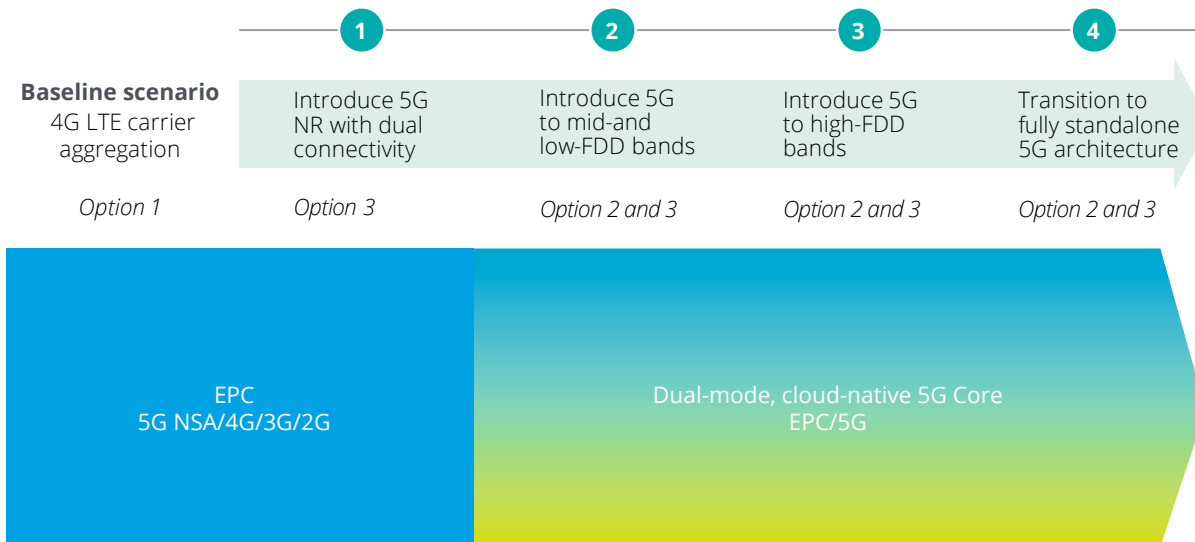 1
2
3
4
Baseline scenario
4G LTE carrier
aggregation
Introduce 5G
NR with dual
connectivity
Introduce 5G
to mid-and
low-FDD bands
Introduce 5G
to high-FDD
bands
Transition to
fully standalone
5G architecture
Option 1
Option 3
Option 2 and 3
Option 2 and 3
Option 2 and 3
EPC
5G NSA/4G/3G/2G
Dual-mode, cloud-native 5G Core
EPC/5G